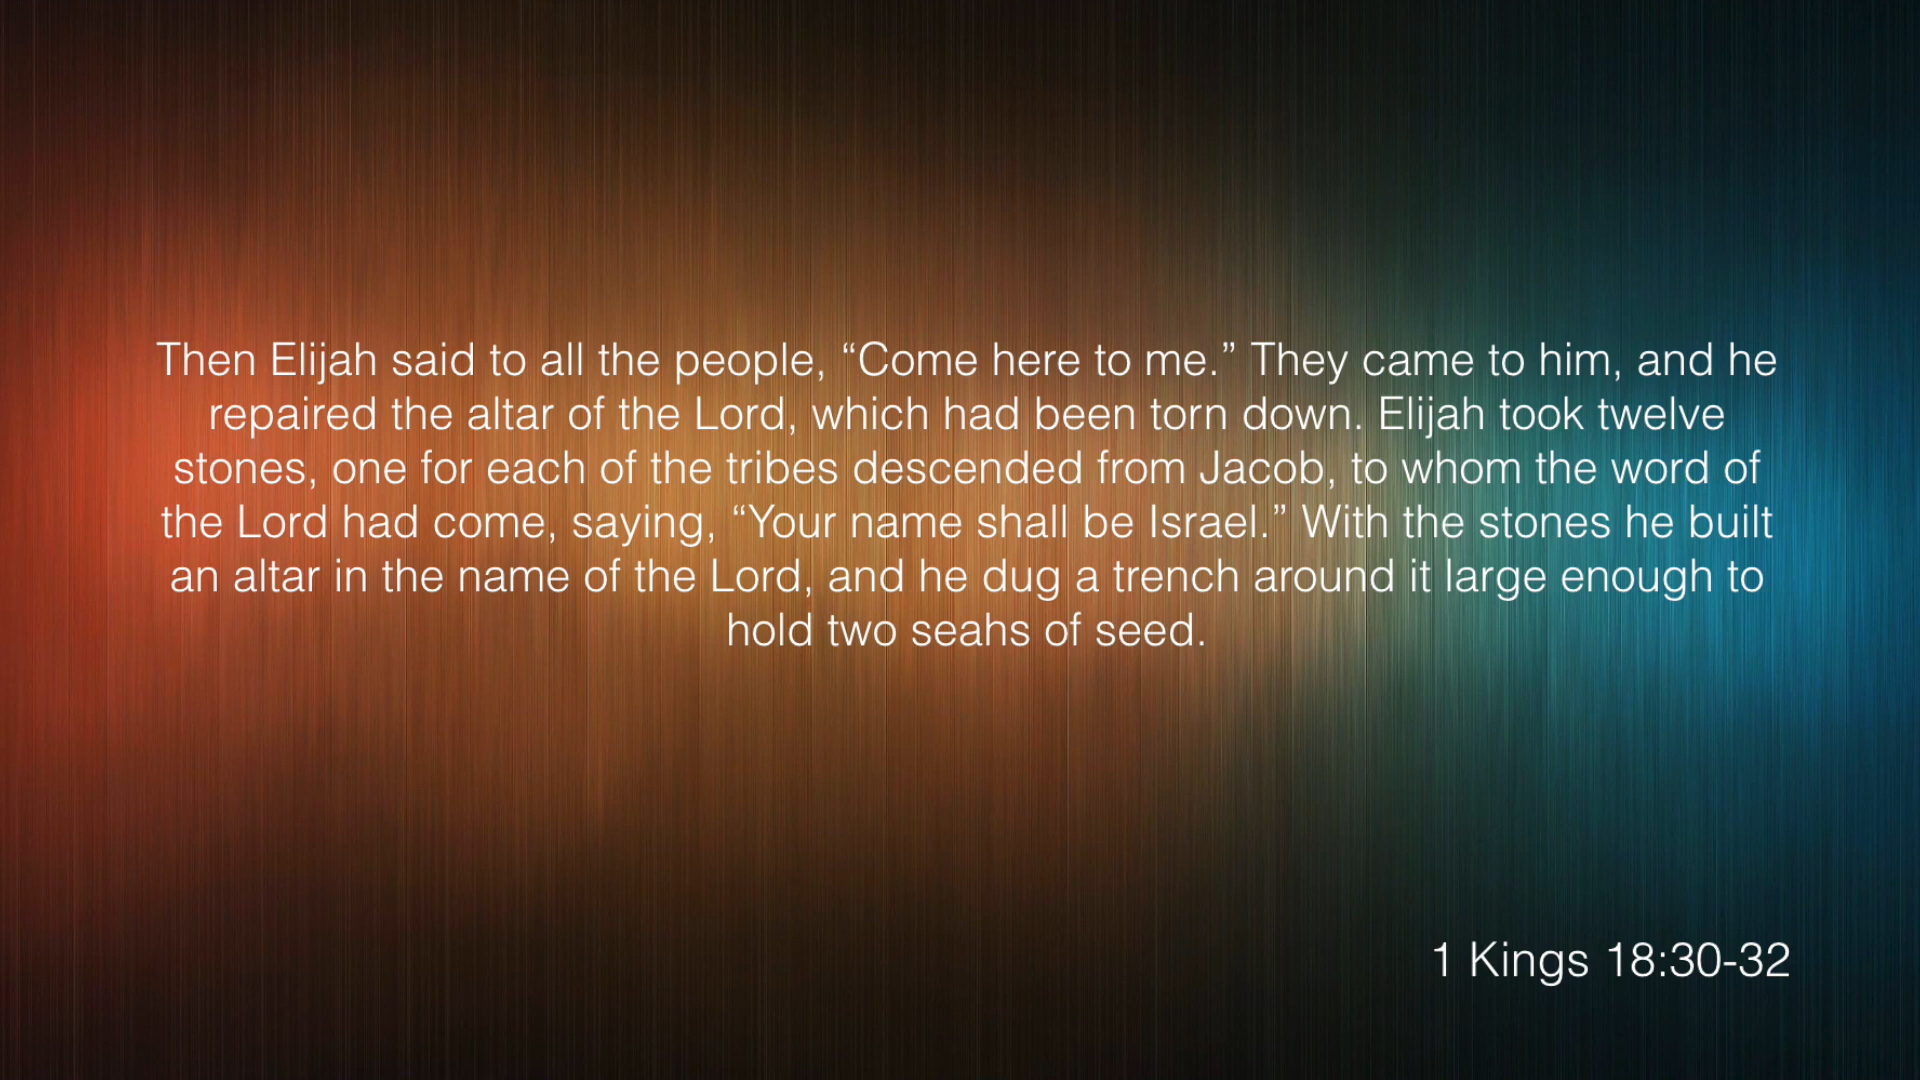 Then Elijah said to all the people, “Come here to me.” They came to him, and he
repaired the altar of the Lord, which had been torn down. Elijah took twelve
stones, one for each of the tribes descended from Jacob, to whom the word of
the Lord had come, saying, “Your name shall be Israel.” With the stones he built
an altar in the name of the Lord, and he dug a trench around it large enough to
hold two seahs of seed.
1 Kings 18:30-32